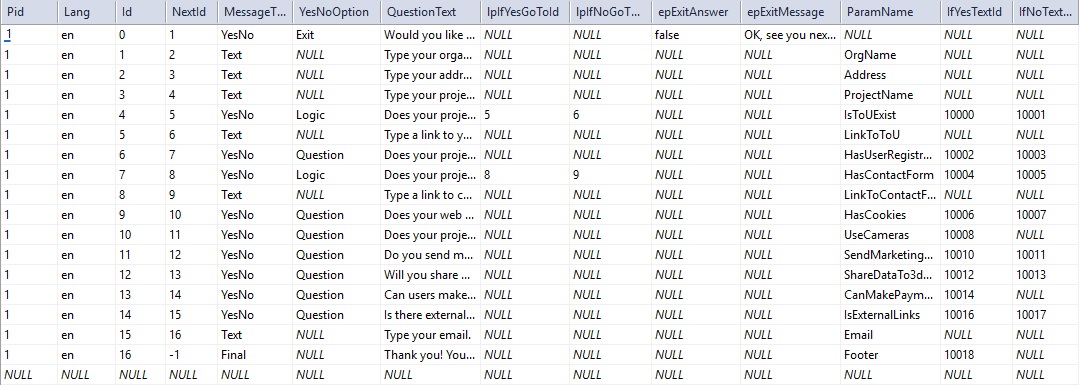 Pid Lang Id NextId MessageT... YesNoOption QuestionText lpIfYesGoToId lpIfNoGoT... epExitAnswer epExitMessage ParamName IfYesTextId IfNoText...
1 en 0 1 YesNo Exit Would you like ... NULL NULL false OK, see you nex... NULL NULL NULL
1 en 1 2 Text NULL Type your orga... NULL NULL NULL NULL OrgName NULL NULL
1 en 2 3 Text NULL Type your addr... NULL NULL NULL NULL Address NULL NULL
1 en 3 4 Text NULL Type your proje... NULL NULL NULL NULL ProjectName NULL NULL
1 en 4 5 YesNo Logic Does your proje... 5 6 NULL NULL IsToUExist 10000 10001
1 en 5 6 Text NULL Type a link to y... NULL NULL NULL NULL LinkToToU NULL NULL
1 en 6 7 YesNo Question Does your proje... NULL NULL NULL NULL HasUserRegistr... 10002 10003
1 en 7 8 YesNo Logic Does your proje... 8 9 NULL NULL HasContactForm 10004 10005
1 en 8 9 Text NULL Type a link to c... NULL NULL NULL NULL LinkToContactF... NULL NULL
1 en 9 10 YesNo Question Does your web ... NULL NULL NULL NULL HasCookies 10006 10007
1 en 10 11 YesNo Question Does your proje... NULL NULL NULL NULL UseCameras 10008 NULL
1 en 11 12 YesNo Question Do you send m... NULL NULL NULL NULL SendMarketing... 10010 10011
1 en 12 13 YesNo Question Will you share ... NULL NULL NULL NULL ShareDataTo3d... 10012 10013
1 en 13 14 YesNo Question Can users make... NULL NULL NULL NULL CanMakePaym... 10014 NULL
1 en 14 15 YesNo Question Is there external... NULL NULL NULL NULL IsExternalLinks 10016 10017
1 en 15 16 Text NULL Type your email. NULL NULL NULL NULL Email NULL NULL
1 en 16 -1 Final NULL Thank you! You... NULL NULL NULL NULL Footer 10018 NULL
NULL NULL NULL NULL NULL NULL NULL NULL NULL NULL NULL NULL NULL NULL